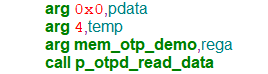 arg 0x0,pdata
arg 4,temp
arg mem_otp_demo,rega
call p_otpd_read_data